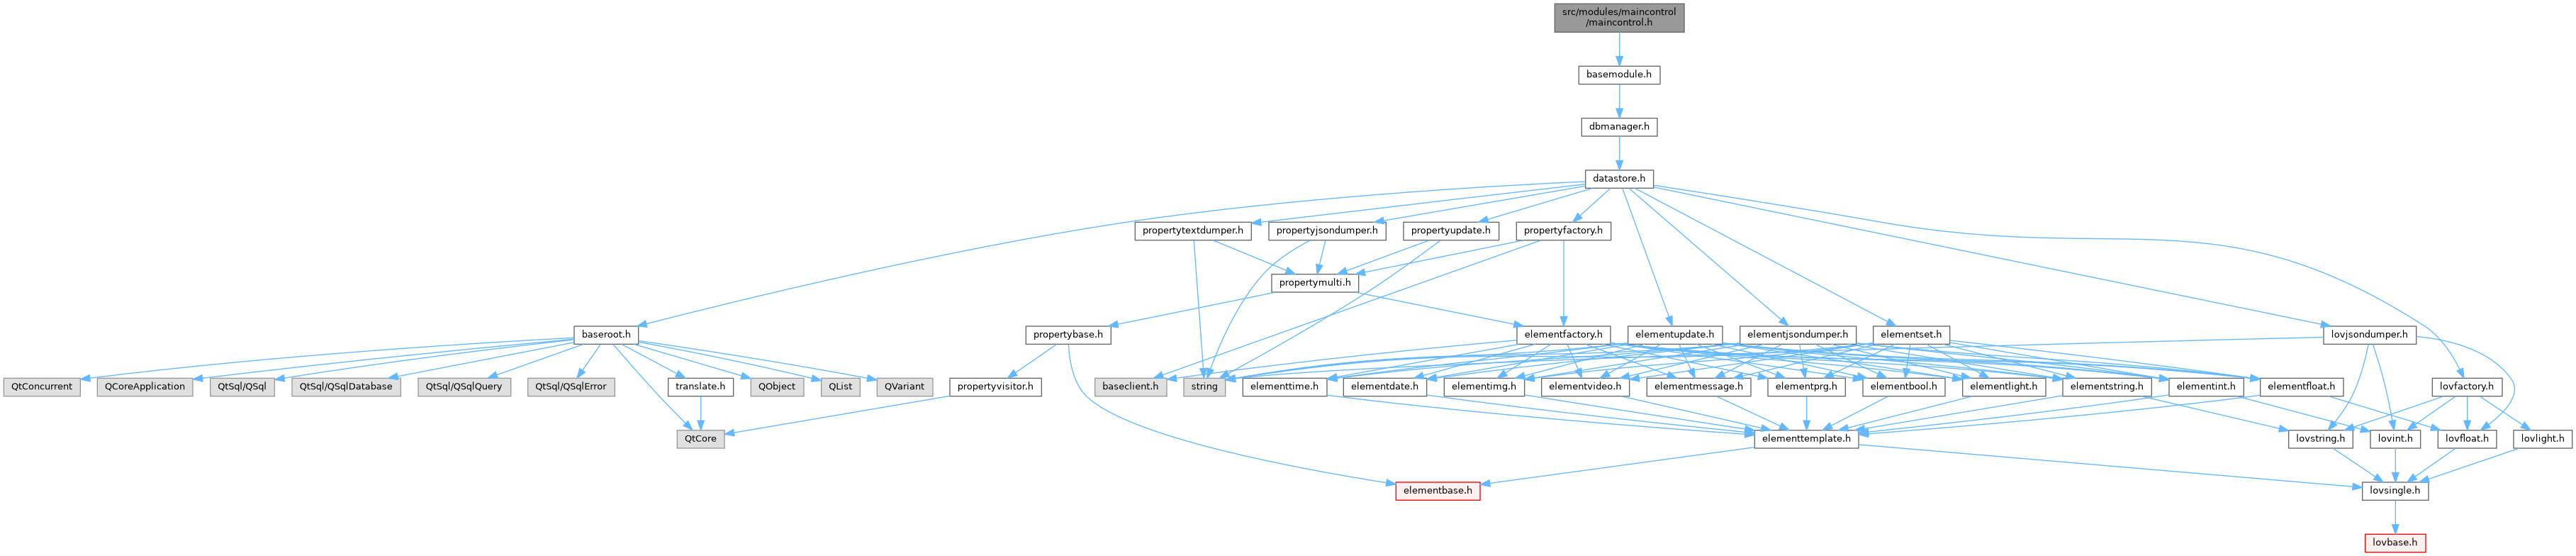 src/modules/maincontrol
/maincontrol.h
basemodule.h
dbmanager.h
datastore.h
propertytextdumper.h
propertyjsondumper.h
propertyupdate.h
propertyfactory.h
propertymulti.h
baseroot.h
propertybase.h
elementfactory.h
elementupdate.h
elementjsondumper.h
elementset.h
lovjsondumper.h
QtConcurrent
QCoreApplication
QtSql/QSql
QtSql/QSqlDatabase
QtSql/QSqlQuery
QtSql/QSqlError
translate.h
QObject
QList
QVariant
propertyvisitor.h
baseclient.h
string
elementtime.h
elementdate.h
elementimg.h
elementvideo.h
elementmessage.h
elementprg.h
elementbool.h
elementlight.h
elementstring.h
elementint.h
elementfloat.h
lovfactory.h
QtCore
elementtemplate.h
lovstring.h
lovint.h
lovfloat.h
lovlight.h
elementbase.h
lovsingle.h
lovbase.h